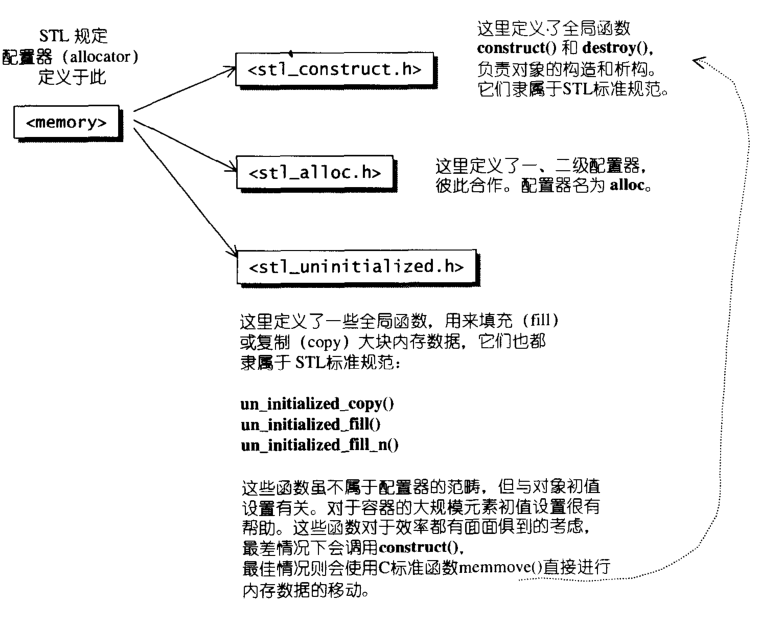 STL 规定
配置器（allocator）
定义于此
<memory>
<stl_construct.h>
这里定义了全局函数
construct() 和 destroy(),
负责对象的构造和析构。
它们隶属于STL标准规范。
<stl_alloc.h>
这里定义了一、二级配置器，
彼此合作。配置器名为 alloc。
<stl_uninitialized.h>
这里定义了一些全局函数，用来填充（fill）
或复制（copy）大块内存数据，它们也都
隶属于 STL标准规范：
un_initialized_copy()
un_initialized_fill()
un_initialized_fill_n()
这些函数虽不属于配置器的范畴，但与对象初值
设置有关。对于容器的大规模元素初值设置很有
帮助。这些函数对于效率都有面面俱到的考虑，
最差情况下会调用construct(),
最佳情况则会使用C标准函数memmove()直接进行
内存数据的移动。